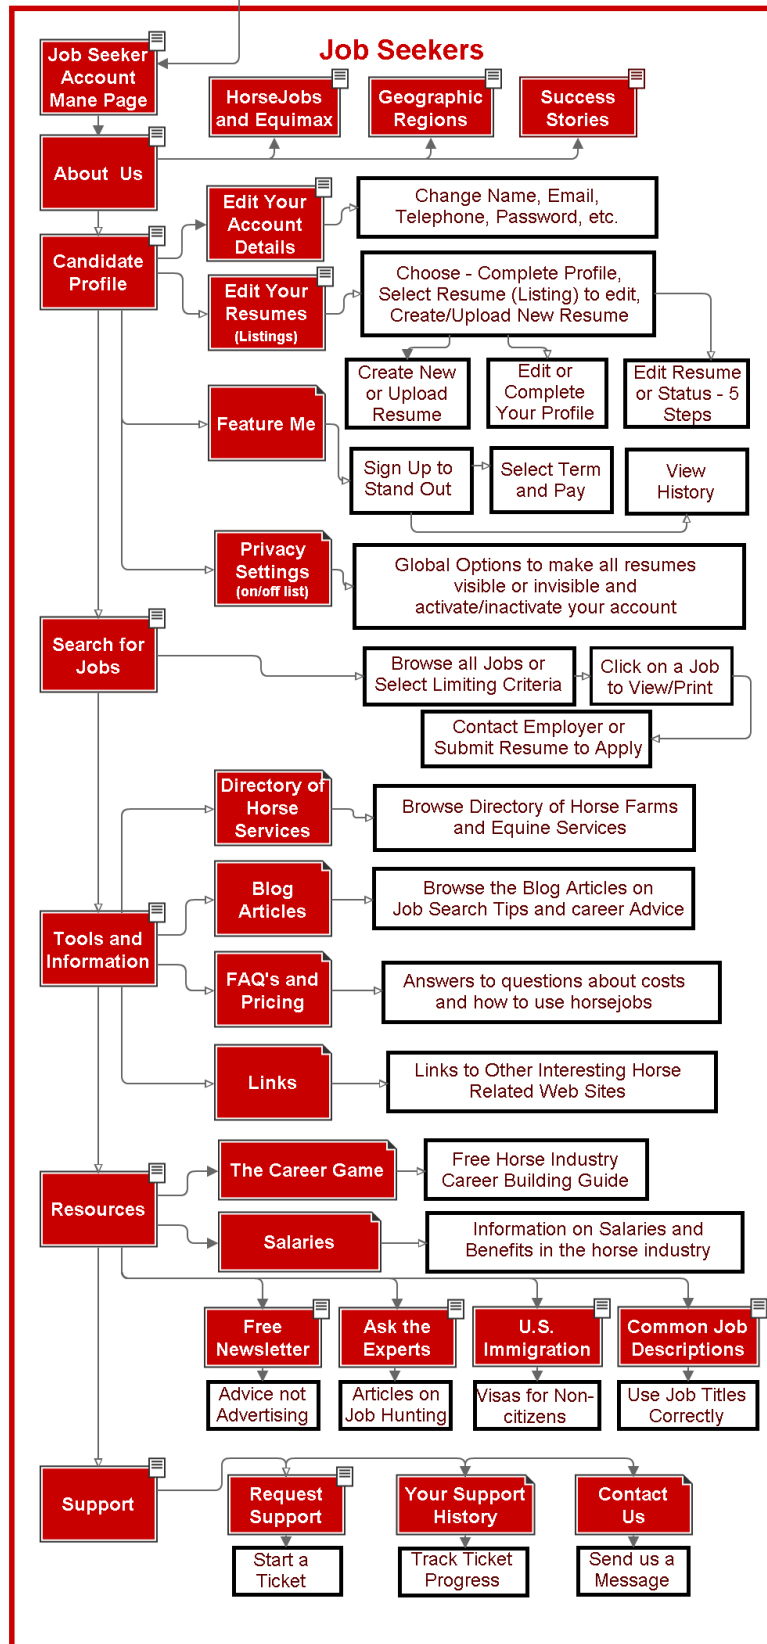 Job Seekers
Job Seeker
Account
Mane Page
HorseJobs
and Equimax
Geographic
Regions
Success
Stories
About Us
Edit Your
Account
Details
Change Name, Email,
Telephone, Password, etc.
Candidate
Profile
Edit Your
Resumes
(Listings)
Choose - Complete Profile,
Select Resume (Listing) to edit,
Create/Upload New Resume
Create New
or Upload
Resume
Edit or
Complete
Your Profile
Edit Resume
or Status - 5
Steps
Feature Me
Sign Up to
Stand Out
Select Term
and Pay
View
History
Privacy
Settings
(on/off list)
Global Options to make all resumes
visible or invisible and
activate/inactivate your account
Search for
Jobs
Browse all Jobs or
Select Limiting Criteria
Click on a Job
to View/Print
Contact Employer or
Submit Resume to Apply
Directory of
Horse
Services
Browse Directory of Horse Farms
and Equine Services
Blog
Articles
Browse the Blog Articles on
Job Search Tips and career Advice
Tools and
Information
FAQ's and
Pricing
Answers to questions about costs
and how to use horsejobs
Links
Links to Other Interesting Horse
Related Web Sites
The Career Game
Free Horse Industry
Career Building Guide
Resources
Salaries
Information on Salaries and
Benefits in the horse industry
Free
Newsletter
Ask the
Experts
U.S.
Immigration
Common Job
Descriptions
Advice not
Advertising
Articles on
Job Hunting
Visas for Non-
citizens
Use Job Titles
Correctly
Support
Request
Support
Your Support
History
Contact
Us
Start a
Ticket
Track Ticket
Progress
Send us a
Message